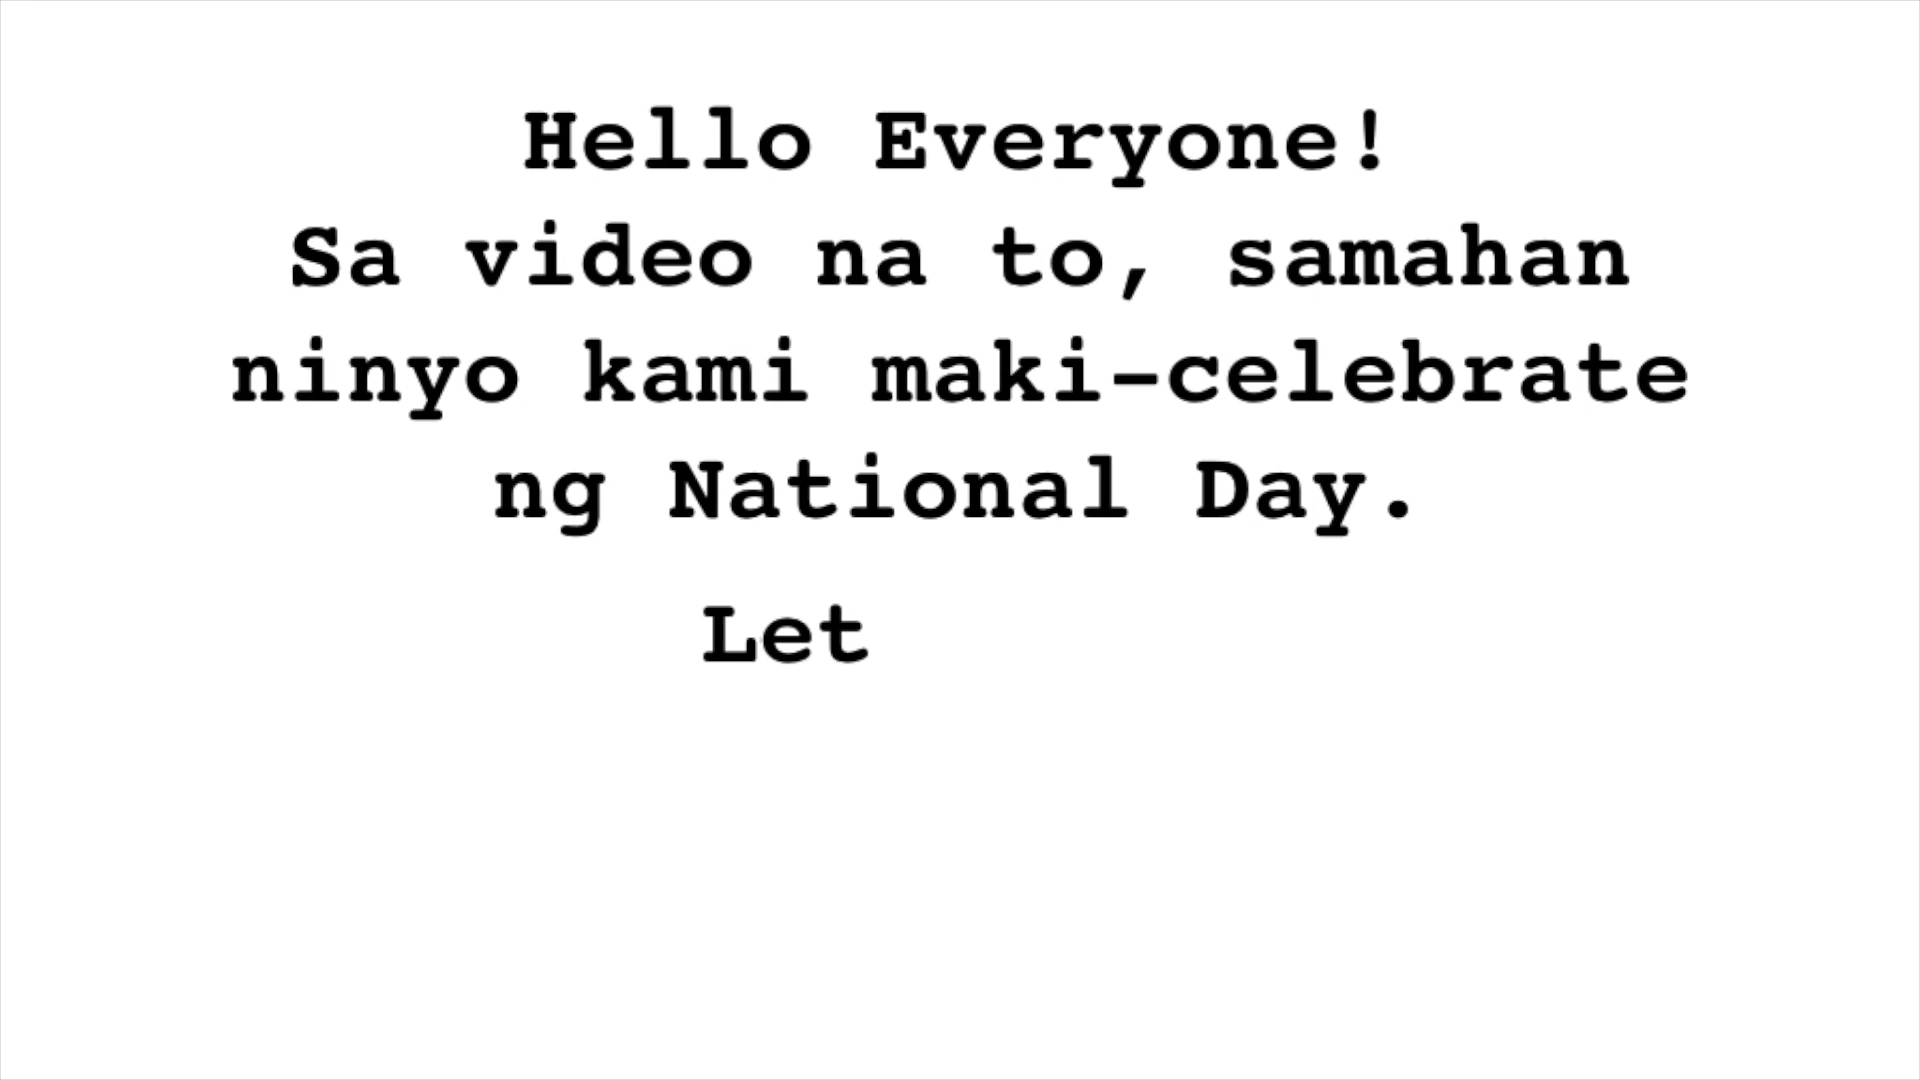 Hello Everyone!
Sa video na to, samahan
ninyo kami maki-celebrate
ng National Day.
Let